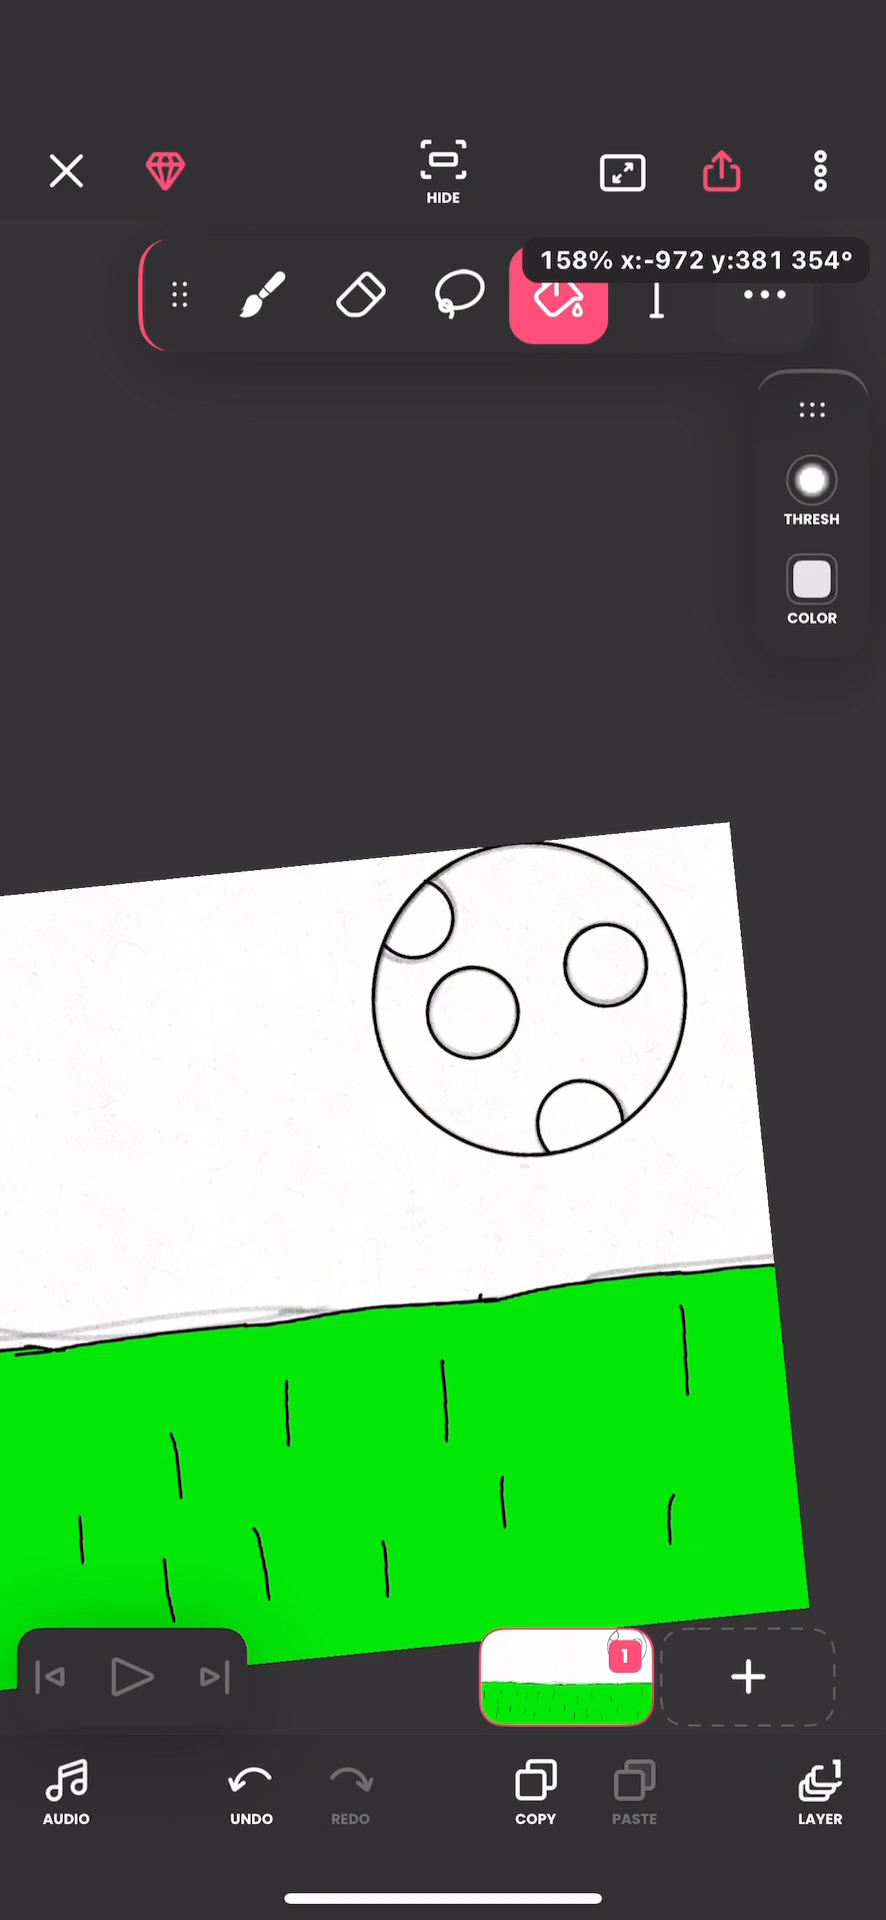 HIDE
158% x:-972 y:381 354°
THRESH
COLOR
1
AUDIO
UNDO
REDO
COPY
PASTE
LAYER